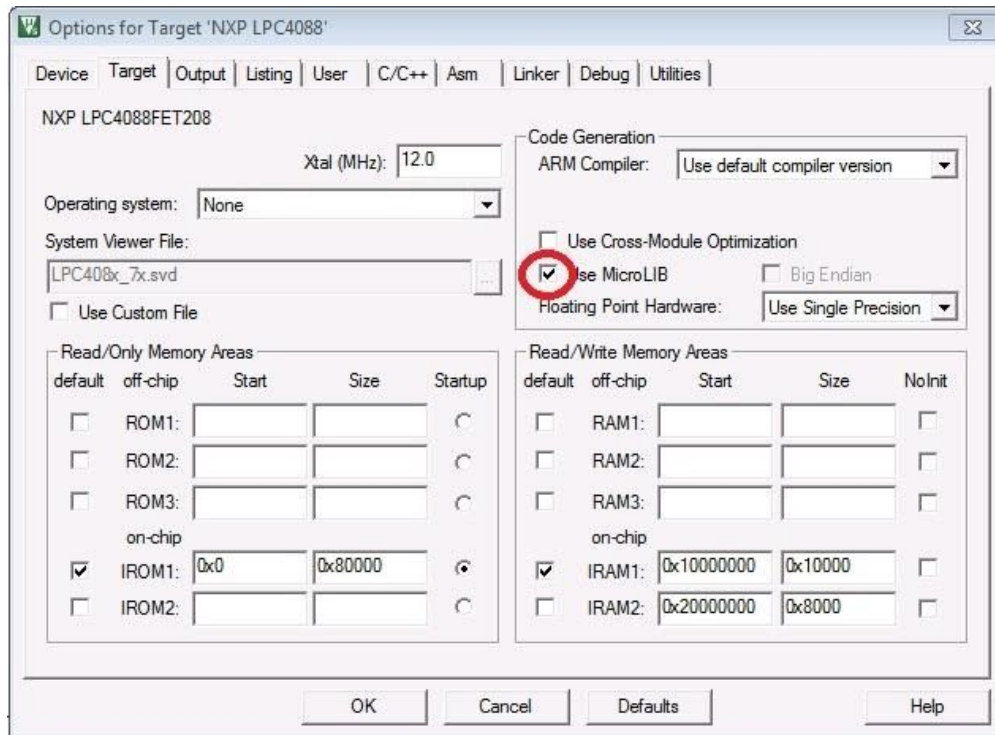 Options for Target 'NXP LPC4088'
Device Target Output Listing User C/C++ Asm Linker Debug Utilities
NXP LPC4088FET208
Xtal (MHz): 12.0
Operating system: None
System Viewer File:
LPC408x_7x.svd ...
Use Custom File
Code Generation
ARM Compiler: Use default compiler version
Use Cross-Module Optimization
Use MicroLIB Big Endian
Floating Point Hardware: Use Single Precision
Read/Only Memory Areas
default off-chip Start Size Startup
ROM1:
ROM2:
ROM3:
on-chip
IROM1: 0x0 0x80000
IROM2:
Read/Write Memory Areas
default off-chip Start Size NoInit
RAM1:
RAM2:
RAM3:
on-chip
IRAM1: 0x10000000 0x10000
IRAM2: 0x20000000 0x8000
OK Cancel Defaults Help